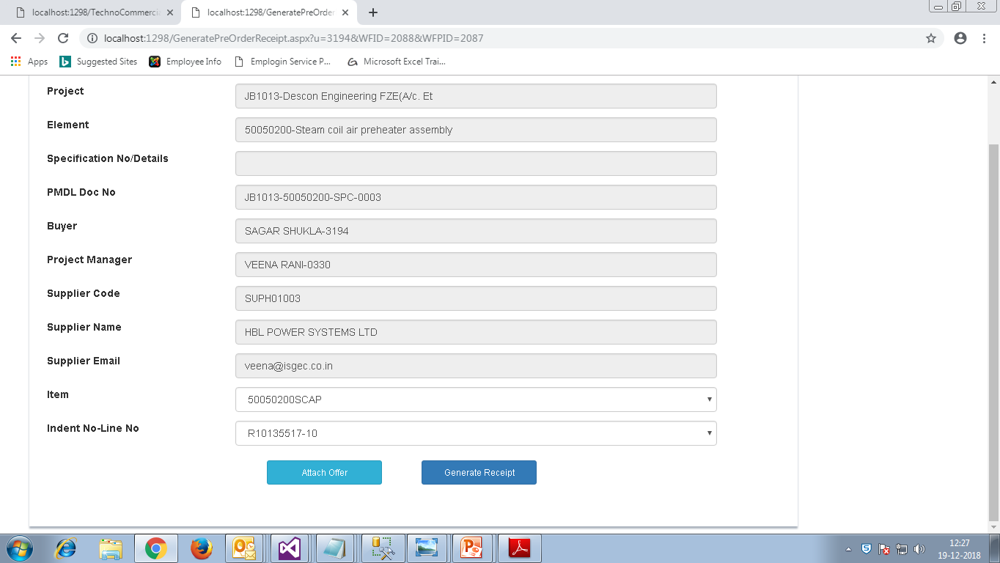 localhost:1298/TechnoCommercia
localhost:1298/GeneratePreOrder
localhost:1298/GeneratePreOrderReceipt.aspx?u=3194&WFID=2088&WFPID=2087
Apps Suggested Sites Employee Info Emplogin Service P... Microsoft Excel Trai...
Project JB1013-Descon Engineering FZE(A/c. Et
Element 50050200-Steam coil air preheater assembly
Specification No/Details
PMDL Doc No JB1013-50050200-SPC-0003
Buyer SAGAR SHUKLA-3194
Project Manager VEENA RANI-0330
Supplier Code SUPH01003
Supplier Name HBL POWER SYSTEMS LTD
Supplier Email veena@isgec.co.in
Item 50050200SCAP
Indent No-Line No R10135517-10
Attach Offer Generate Receipt
12:27
19-12-2018